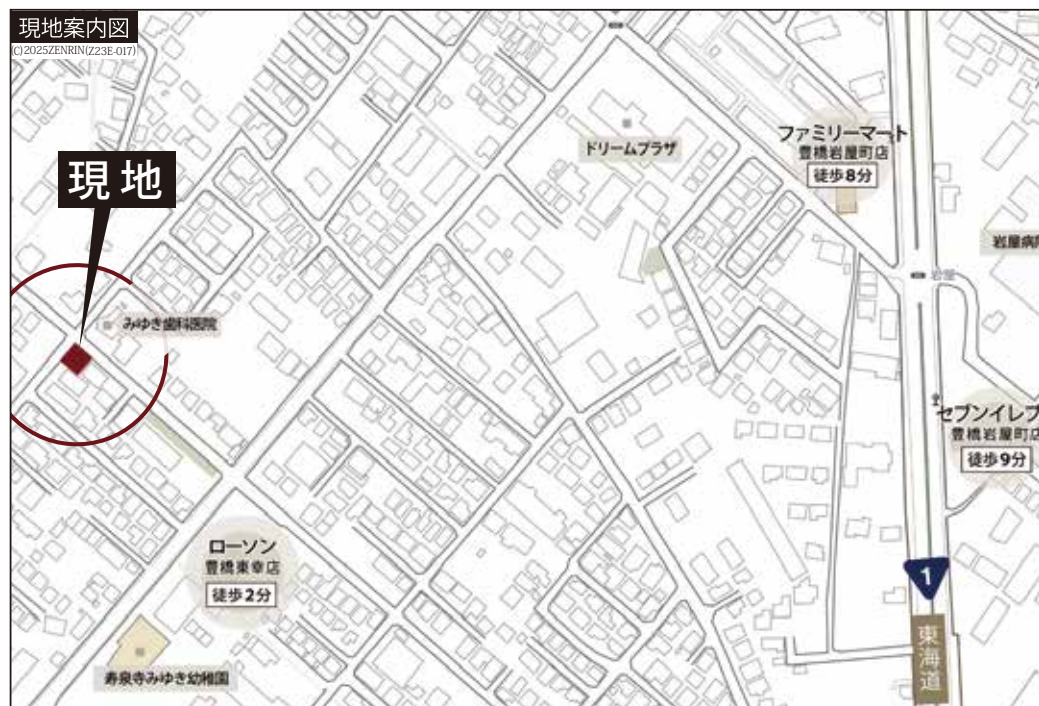 現地案内図
(C)2025ZENRIN(Z23E-017)
現地
ドリームプラザ
ファミリーマート
豊橋岩屋町店
徒歩8分
岩屋病院
岩屋
みゆき歯科医院
セブンイレブ
豊橋岩屋町店
徒歩9分
ローソン
豊橋東幸店
徒歩2分
1
東海道
寿泉寺みゆき幼稚園